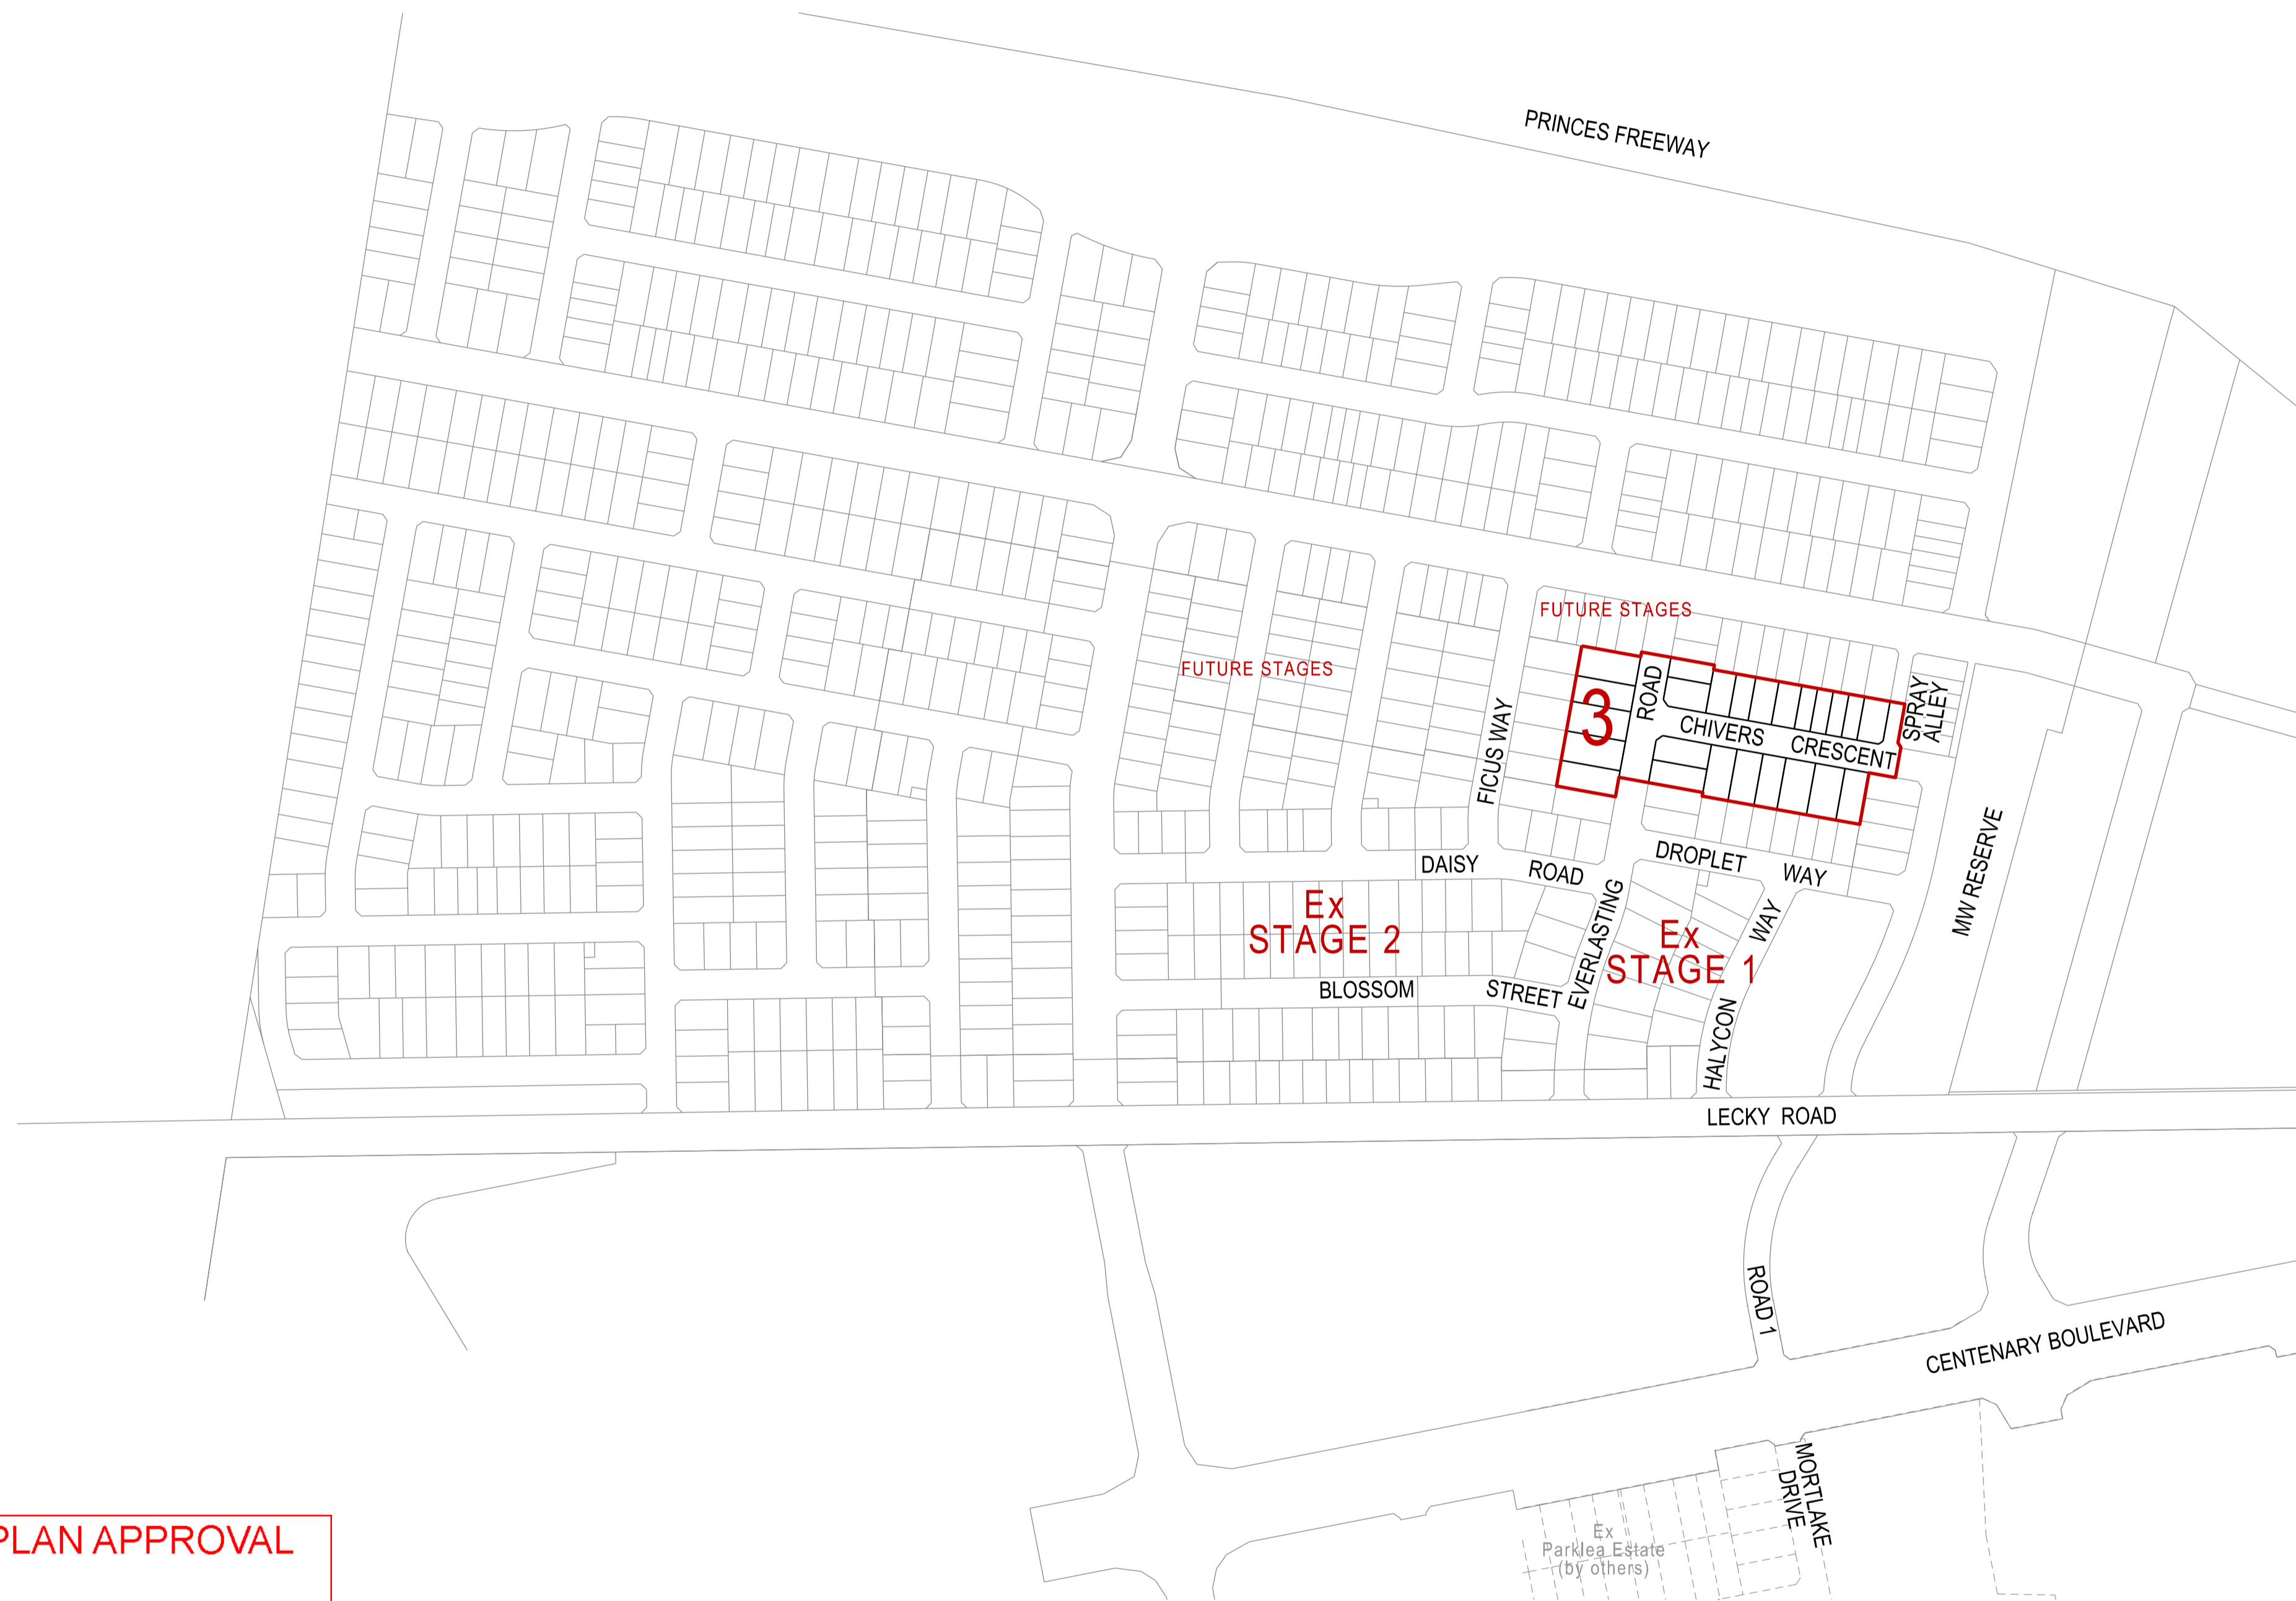 PRINCES FREEWAY
FUTURE STAGES
FUTURE STAGES
3
ROAD
CHIVERS CRESCENT
SPRAY
ALLEY
FICUS WAY
MW RESERVE
DAISY ROAD
DROPLET WAY
Ex
STAGE 2
EVERLASTING
Ex
STAGE 1
HALYCON WAY
BLOSSOM STREET
LECKY ROAD
ROAD 1
CENTENARY BOULEVARD
MORTLAKE
DRIVE
PLAN APPROVAL
Ex
Parklea Estate
(by others)